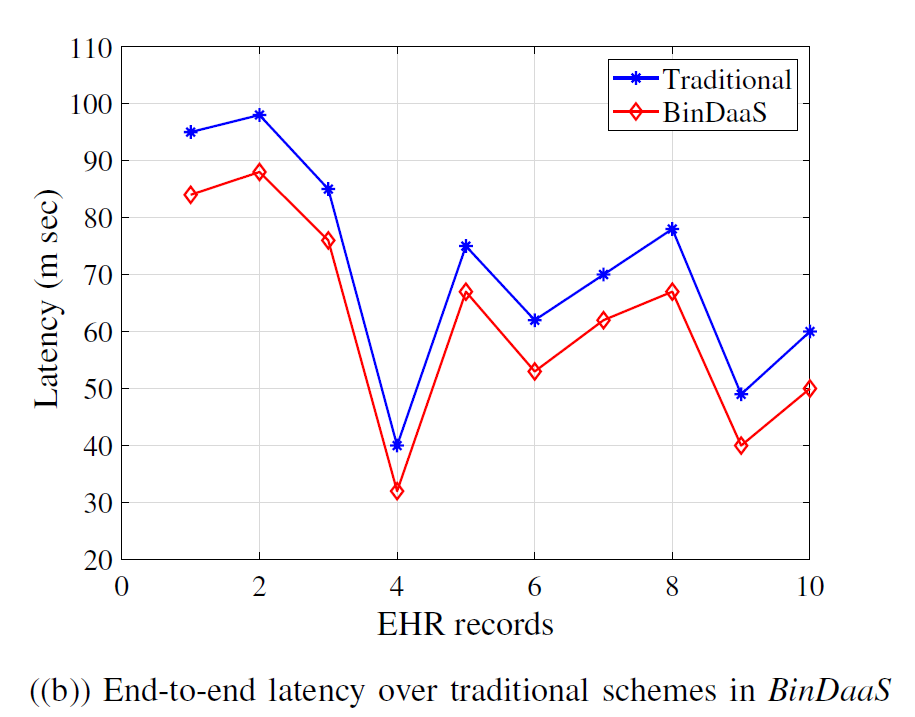 110
100
90
80
70
60
50
40
30
20
0 2 4 6 8 10
Latency (m sec)
EHR records
Traditional
BinDaaS
((b)) End-to-end latency over traditional schemes in BinDaaS